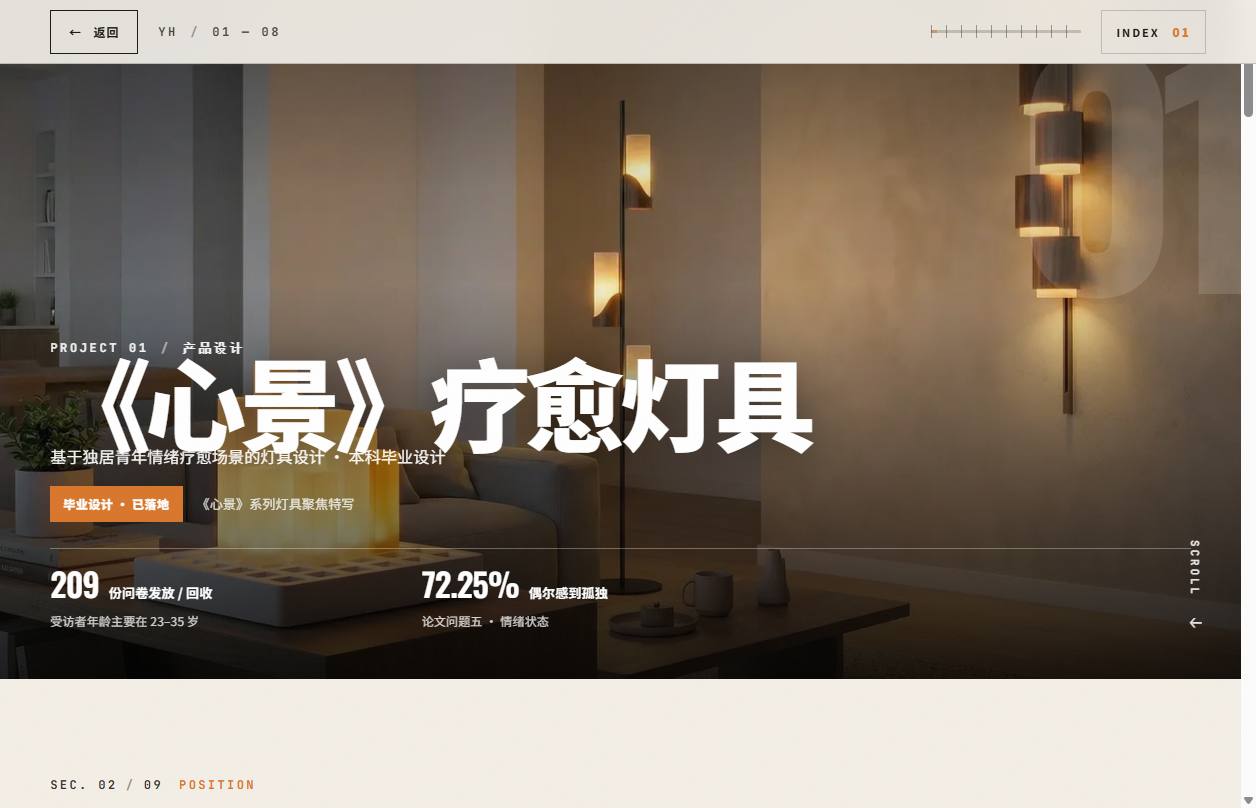 ← 返回
YH / 01 — 08
INDEX 01
01
PROJECT 01 / 产品设计
《心景》疗愈灯具
基于独居青年情绪疗愈场景的灯具设计 · 本科毕业设计
毕业设计 · 已落地
《心景》系列灯具聚焦特写
209 份问卷发放 / 回收
受访者年龄主要在 23–35 岁
72.25% 偶尔感到孤独
论文问题五 · 情绪状态
SCROLL ←
SEC. 02 / 09 POSITION